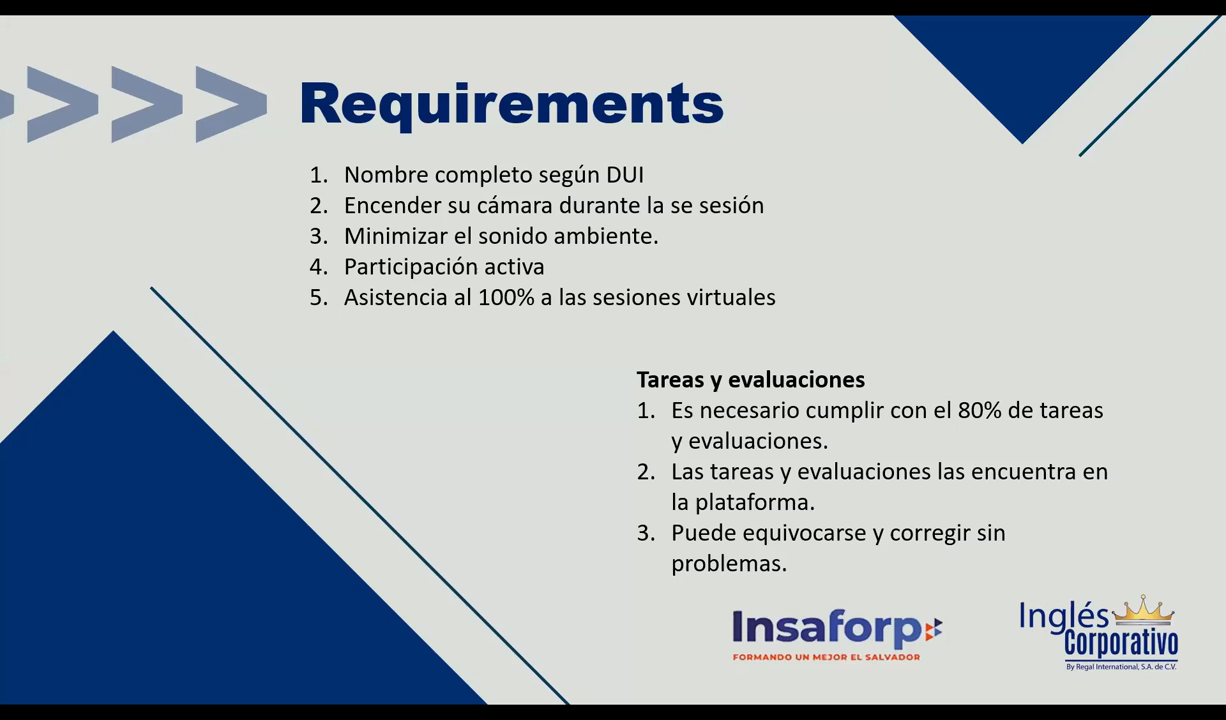 Requirements
1. Nombre completo según DUI
2. Encender su cámara durante la se sesión
3. Minimizar el sonido ambiente.
4. Participación activa
5. Asistencia al 100% a las sesiones virtuales
Tareas y evaluaciones
1. Es necesario cumplir con el 80% de tareas
y evaluaciones.
2. Las tareas y evaluaciones las encuentra en
la plataforma.
3. Puede equivocarse y corregir sin
problemas.
Insaforp
FORMANDO UN MEJOR EL SALVADOR
Inglés
Corporativo
By Regal International, S.A. de C.V.